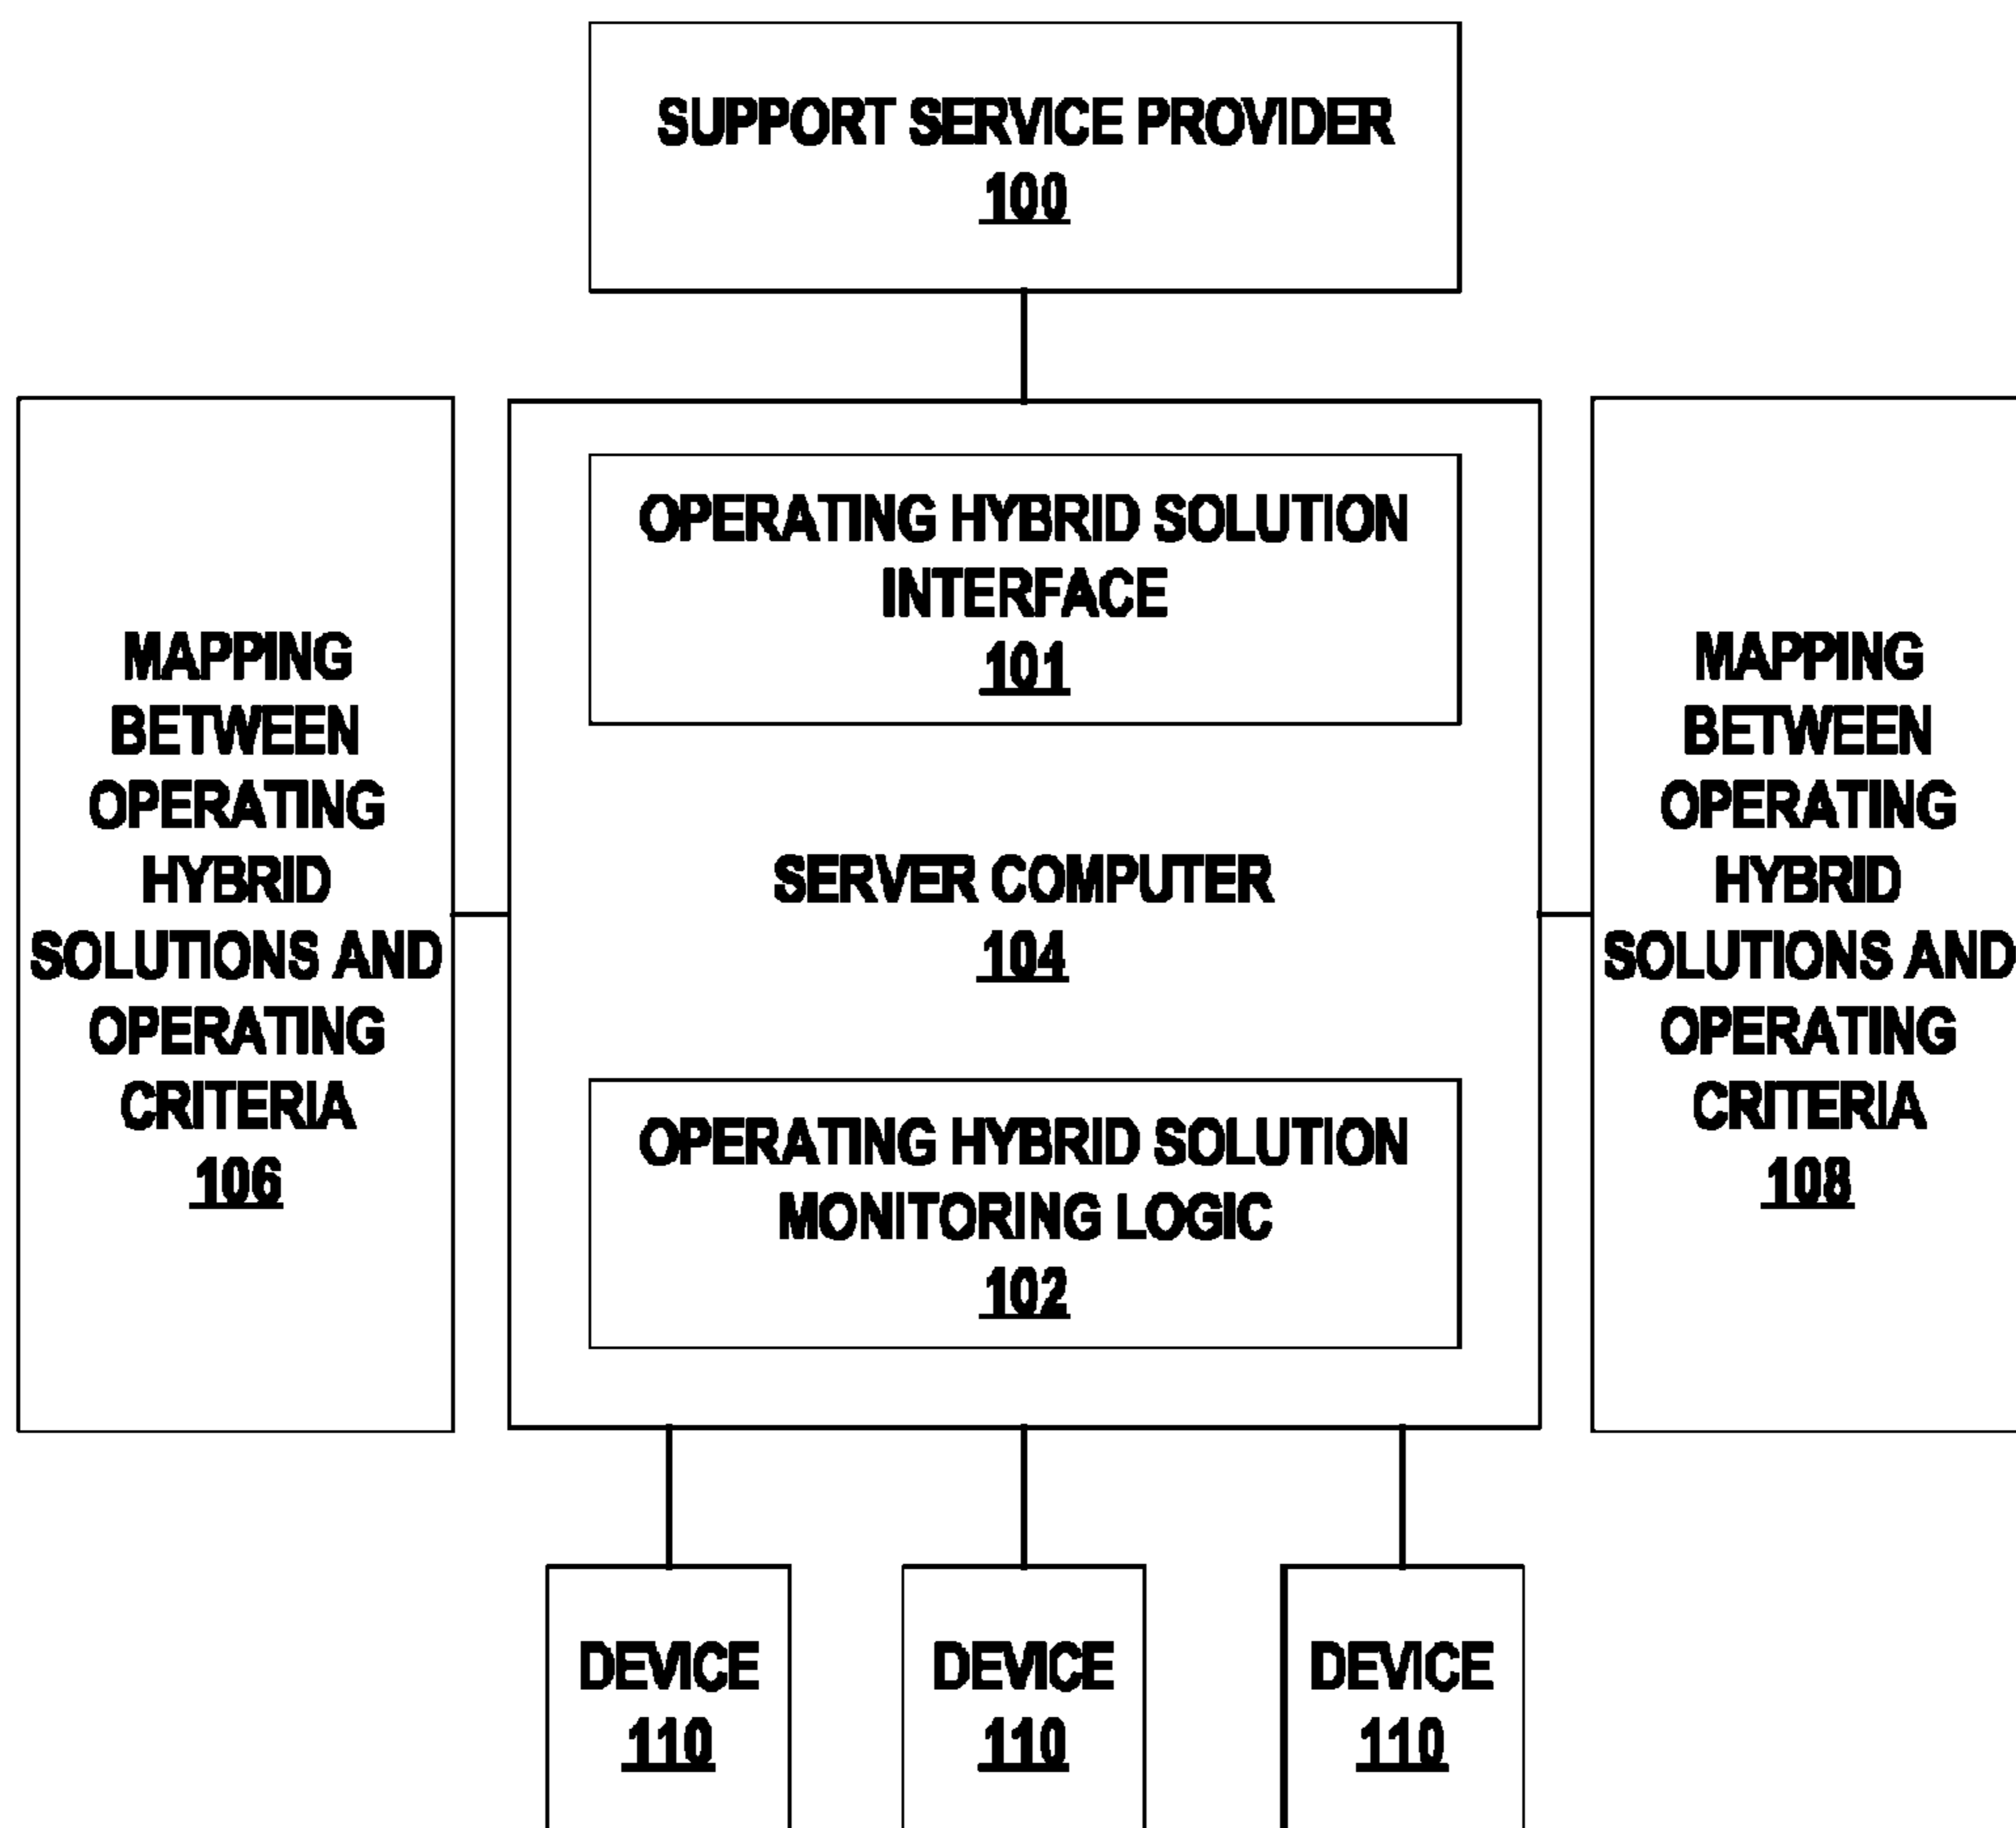 SUPPORT SERVICE PROVIDER
100
MAPPING
BETWEEN
OPERATING
HYBRID
SOLUTIONS AND
OPERATING
CRITERIA
106
OPERATING HYBRID SOLUTION
INTERFACE
101
SERVER COMPUTER
104
OPERATING HYBRID SOLUTION
MONITORING LOGIC
102
MAPPING
BETWEEN
OPERATING
HYBRID
SOLUTIONS AND
OPERATING
CRITERIA
108
DEVICE
110
DEVICE
110
DEVICE
110